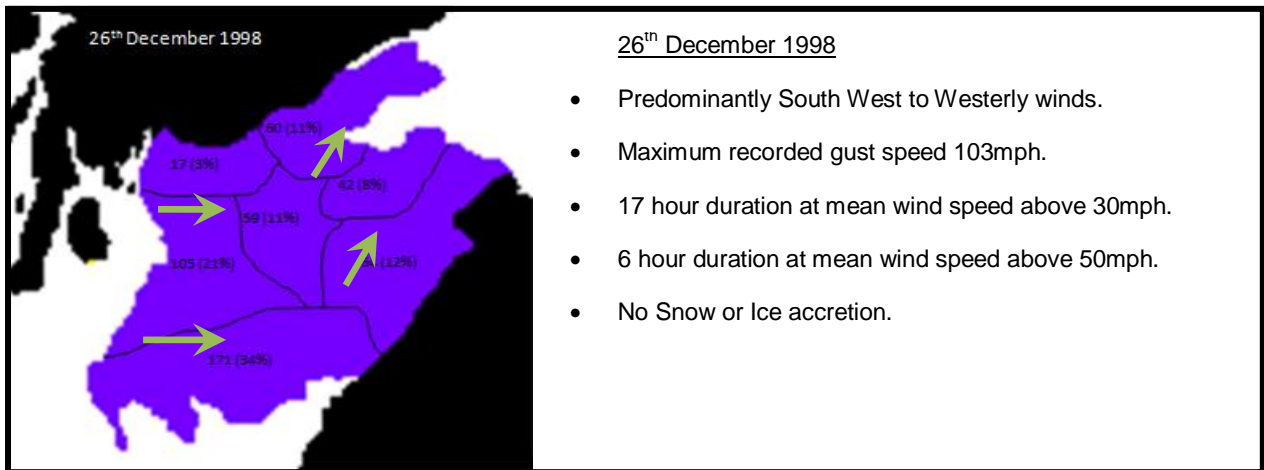 26th December 1998
60 (11%)
17 (3%)
42 (8%)
59 (11%)
105 (21%)
(12%)
171 (34%)
26th December 1998
• Predominantly South West to Westerly winds.
• Maximum recorded gust speed 103mph.
• 17 hour duration at mean wind speed above 30mph.
• 6 hour duration at mean wind speed above 50mph.
• No Snow or Ice accretion.